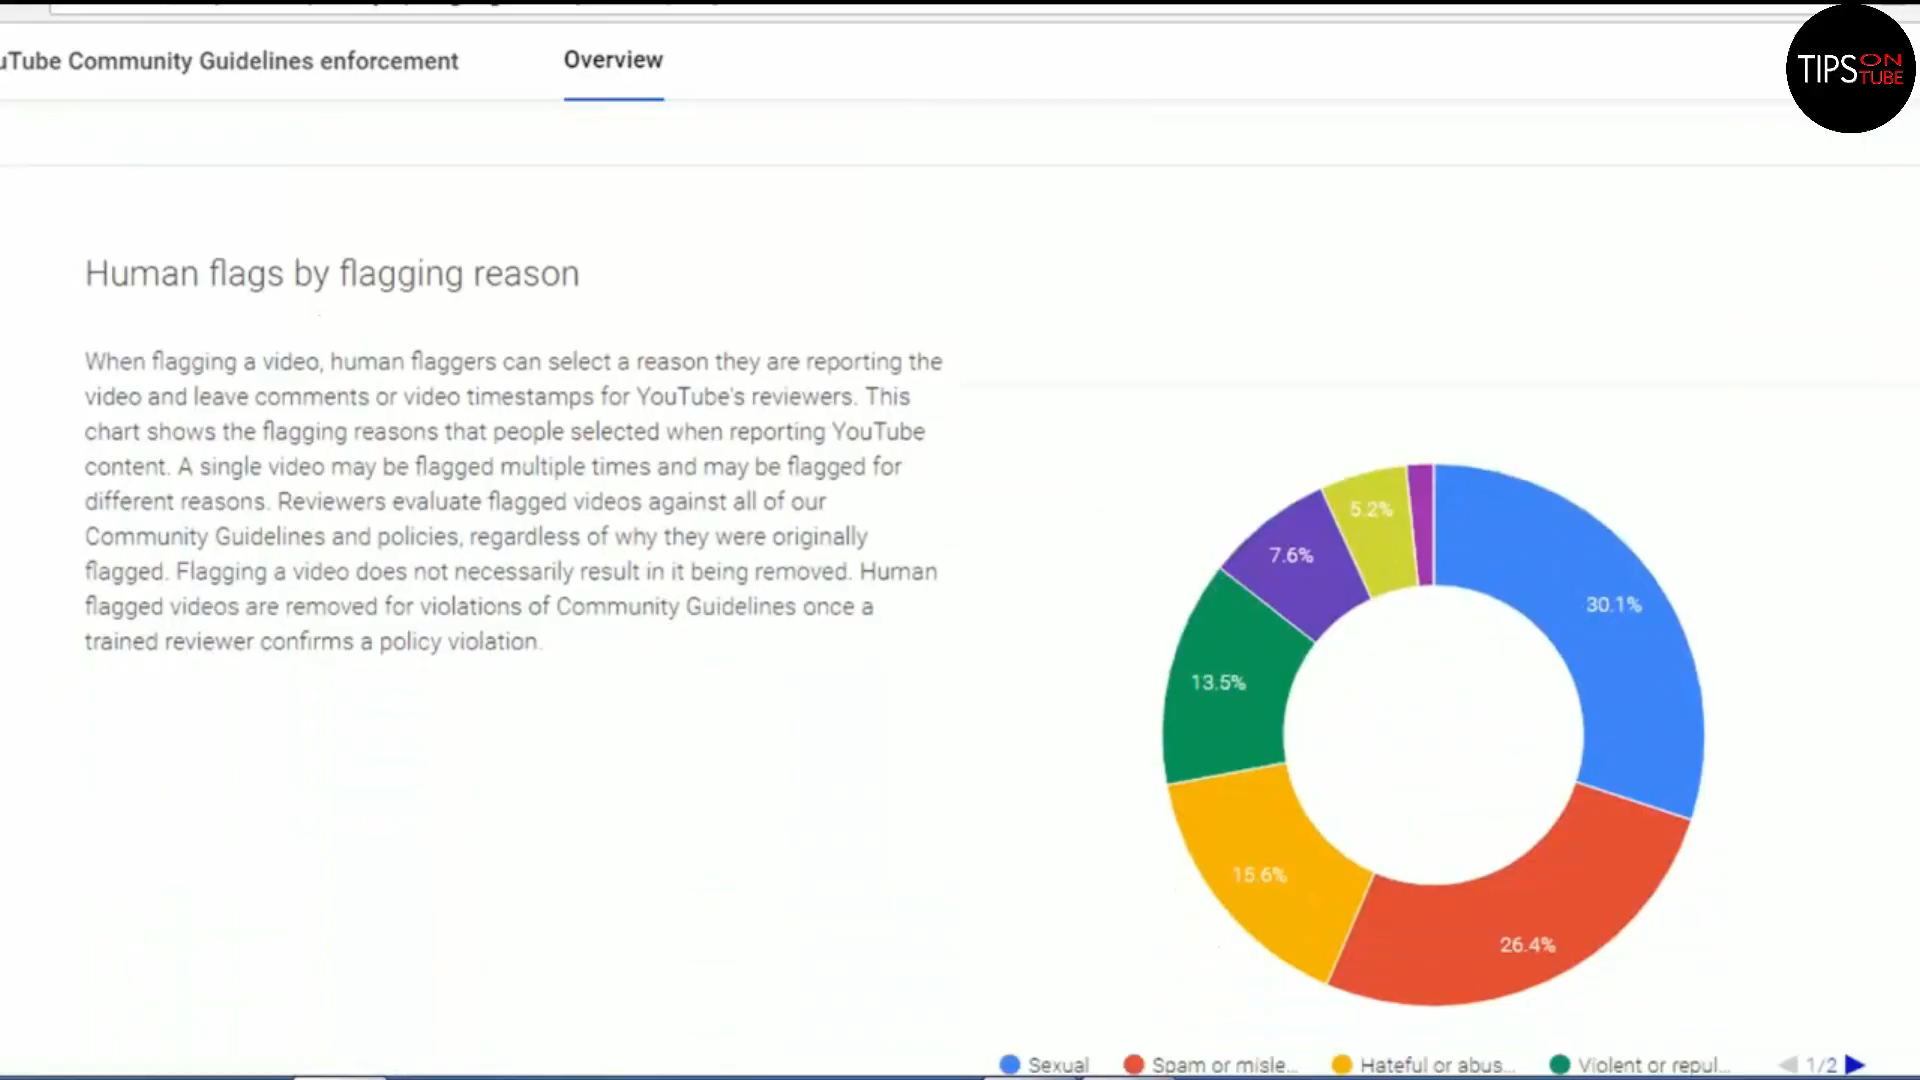 uTube Community Guidelines enforcement
Overview
TIPS ON TUBE
Human flags by flagging reason
When flagging a video, human flaggers can select a reason they are reporting the
video and leave comments or video timestamps for YouTube's reviewers. This
chart shows the flagging reasons that people selected when reporting YouTube
content. A single video may be flagged multiple times and may be flagged for
different reasons. Reviewers evaluate flagged videos against all of our
Community Guidelines and policies, regardless of why they were originally
flagged. Flagging a video does not necessarily result in it being removed. Human
flagged videos are removed for violations of Community Guidelines once a
trained reviewer confirms a policy violation.
5.2%
7.6%
30.1%
13.5%
15.6%
26.4%
Sexual
Spam or misle...
Hateful or abus...
Violent or repul...
1/2